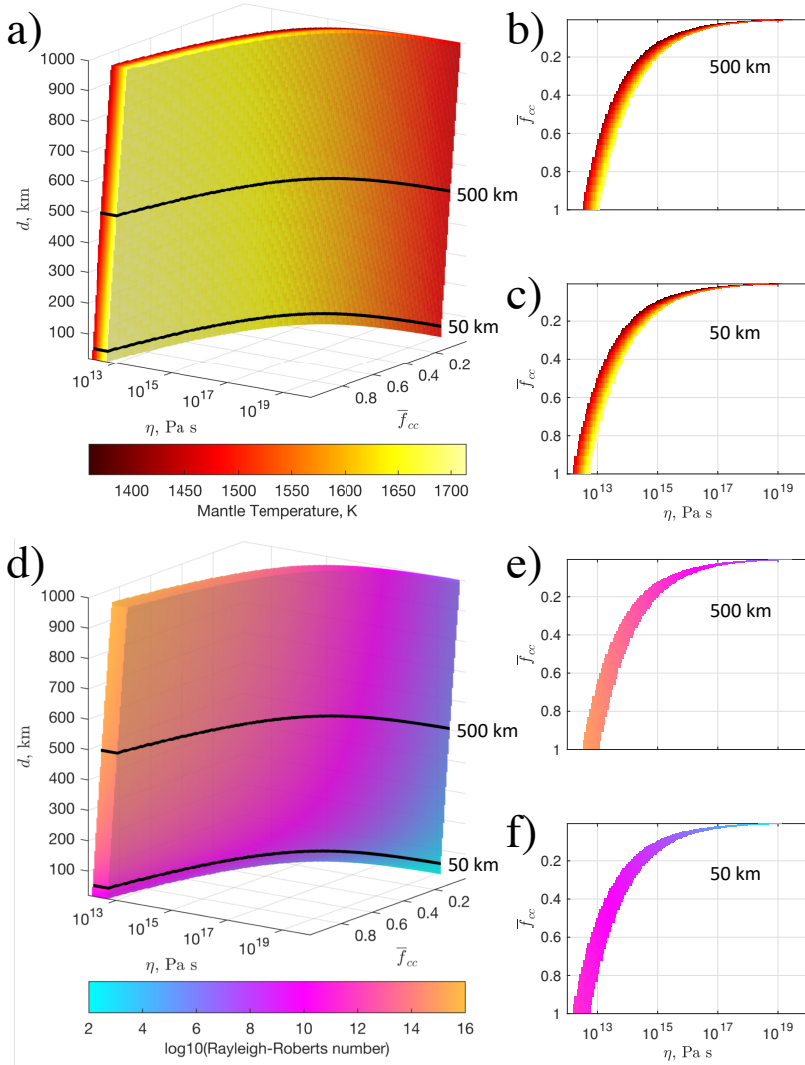 a)
1000
900
800
700
600
500
400
300
200
100
d, km
500 km
50 km
10^13
10^15
10^17
10^19
η, Pa s
0.8
0.6
0.4
0.2
f̅_cc
1400
1450
1500
1550
1600
1650
1700
Mantle Temperature, K
b)
500 km
0.2
0.4
0.6
0.8
1
f̅_cc
c)
50 km
0.2
0.4
0.6
0.8
1
f̅_cc
10^13
10^15
10^17
10^19
η, Pa s
d)
1000
900
800
700
600
500
400
300
200
100
d, km
500 km
50 km
10^13
10^15
10^17
10^19
η, Pa s
0.8
0.6
0.4
0.2
f̅_cc
2
4
6
8
10
12
14
16
log10(Rayleigh-Roberts number)
e)
500 km
0.2
0.4
0.6
0.8
1
f̅_cc
f)
50 km
0.2
0.4
0.6
0.8
1
f̅_cc
10^13
10^15
10^17
10^19
η, Pa s